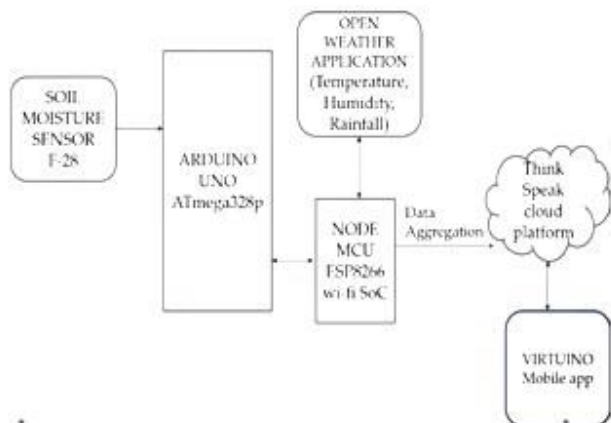 OPEN
WEATHER
APPLICATION
(Temperature,
Humidity,
Rainfall)
SOIL
MOISTURE
SENSOR
F-28
ARDUINO
UNO
ATmega328p
NODE
MCU
ESP8266
wi-fi SoC
Data
Aggregation
Think
Speak
cloud
platform
VIRTUINO
Mobile app